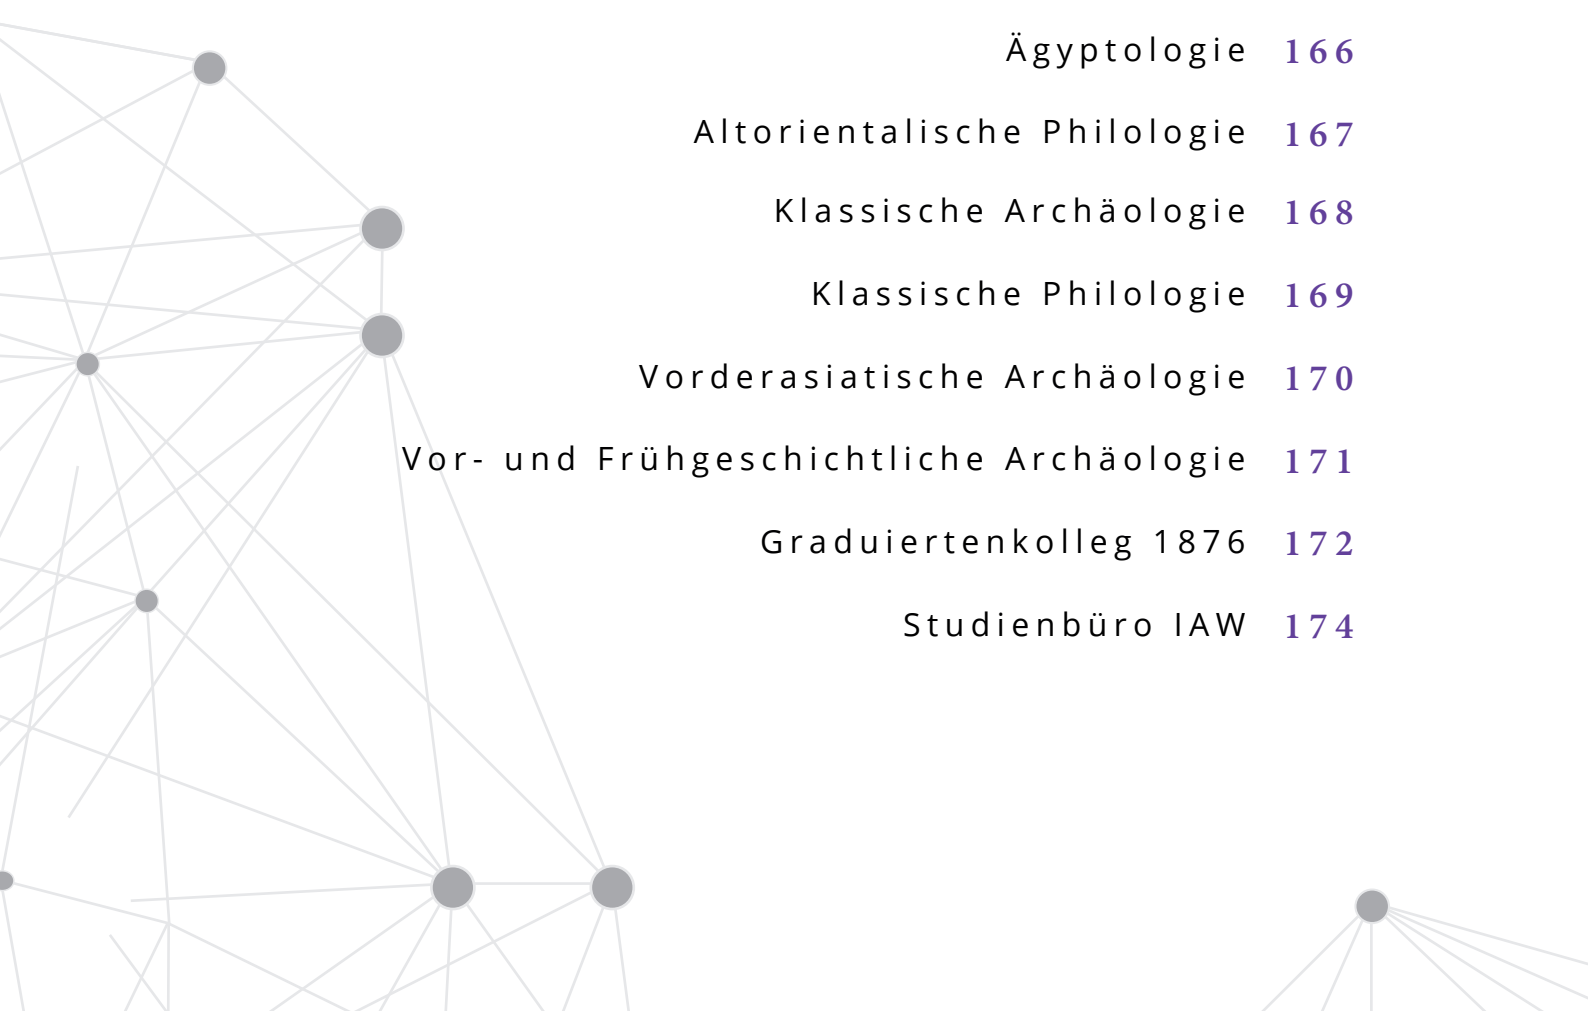 Ägyptologie 166
Altorientalische Philologie 167
Klassische Archäologie 168
Klassische Philologie 169
Vorderasiatische Archäologie 170
Vor- und Frühgeschichtliche Archäologie 171
Graduiertenkolleg 1876 172
Studienbüro IAW 174